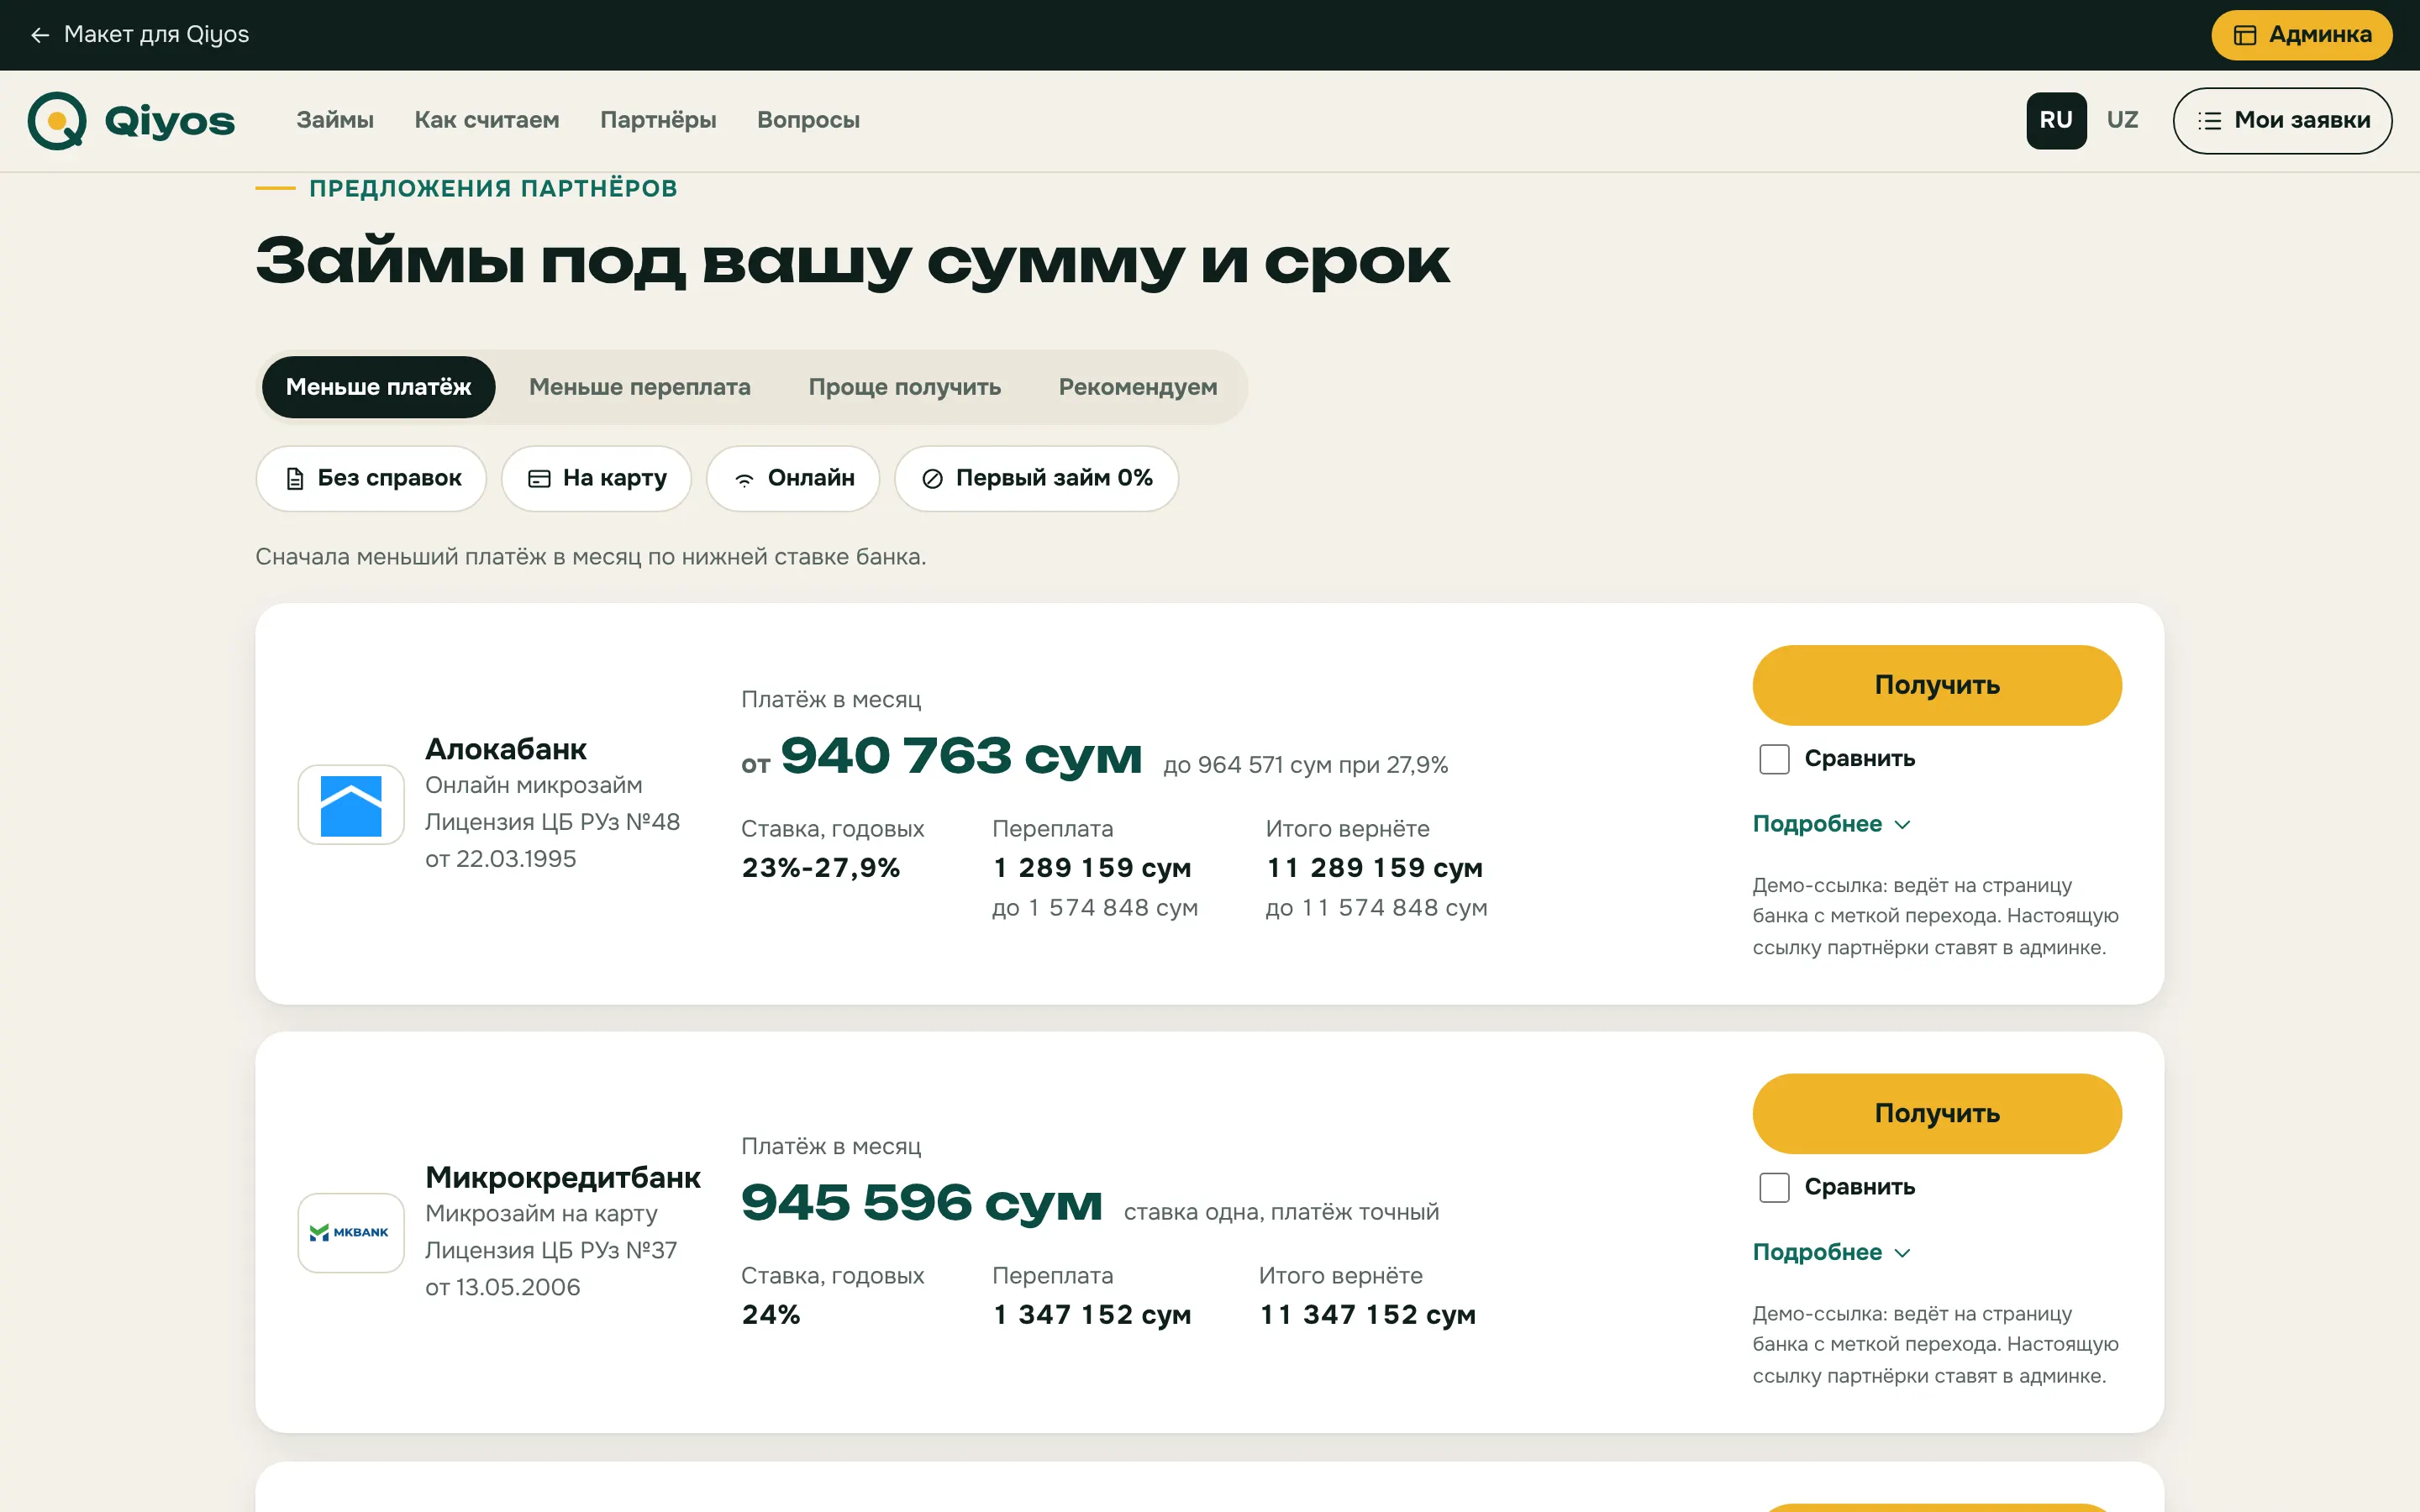 Макет для Qiyos
Админка
Qiyos
Займы
Как считаем
Партнёры
Вопросы
RU
UZ
Мои заявки
ПРЕДЛОЖЕНИЯ ПАРТНЁРОВ
Займы под вашу сумму и срок
Меньше платёж
Меньше переплата
Проще получить
Рекомендуем
Без справок
На карту
Онлайн
Первый займ 0%
Сначала меньший платёж в месяц по нижней ставке банка.
Алокабанк
Онлайн микрозайм
Лицензия ЦБ РУз №48
от 22.03.1995
Платёж в месяц
от 940 763 сум до 964 571 сум при 27,9%
Ставка, годовых
23%-27,9%
Переплата
1 289 159 сум
до 1 574 848 сум
Итого вернёте
11 289 159 сум
до 11 574 848 сум
Получить
Сравнить
Подробнее
Демо-ссылка: ведёт на страницу
банка с меткой перехода. Настоящую
ссылку партнёрки ставят в админке.
MKBANK
Микрокредитбанк
Микрозайм на карту
Лицензия ЦБ РУз №37
от 13.05.2006
Платёж в месяц
945 596 сум ставка одна, платёж точный
Ставка, годовых
24%
Переплата
1 347 152 сум
Итого вернёте
11 347 152 сум
Получить
Сравнить
Подробнее
Демо-ссылка: ведёт на страницу
банка с меткой перехода. Настоящую
ссылку партнёрки ставят в админке.